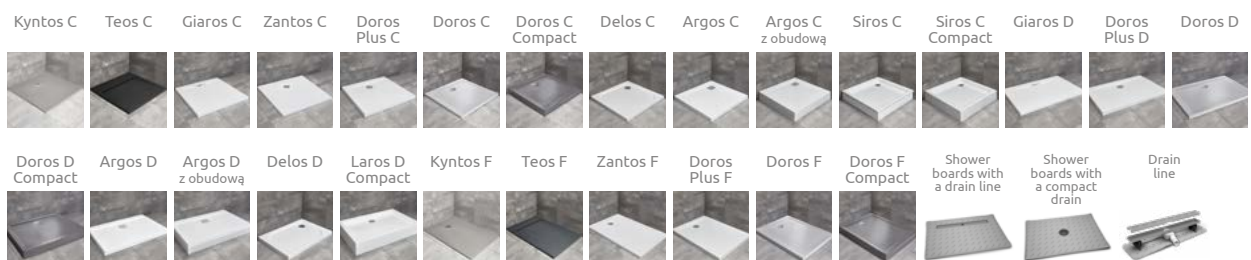 Kyntos C
Teos C
Giaros C
Zantos C
Doros
Plus C
Doros C
Doros C
Compact
Delos C
Argos C
Argos C
z obudową
Siros C
Siros C
Compact
Giaros D
Doros
Plus D
Doros D
Doros D
Compact
Argos D
Argos D
z obudową
Delos D
Laros D
Compact
Kyntos F
Teos F
Zantos F
Doros
Plus F
Doros F
Doros F
Compact
Shower
boards with
a drain line
Shower
boards with
a compact
drain
Drain
line